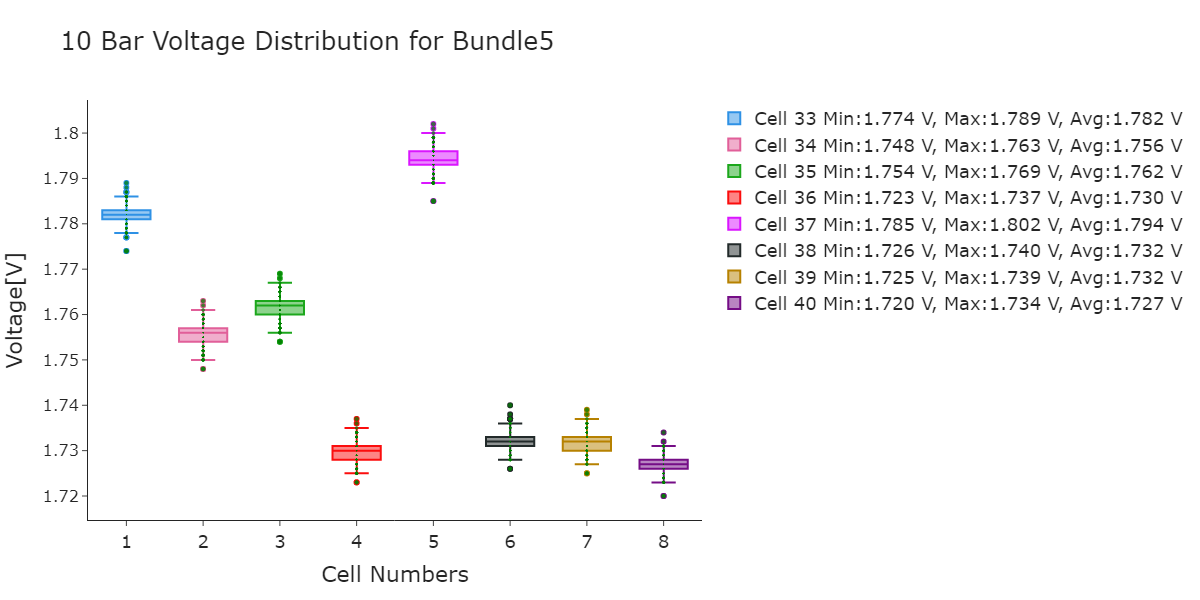 10 Bar Voltage Distribution for Bundle5
Voltage[V]
1.8
1.79
1.78
1.77
1.76
1.75
1.74
1.73
1.72
1 2 3 4 5 6 7 8
Cell Numbers
Cell 33 Min:1.774 V, Max:1.789 V, Avg:1.782 V
Cell 34 Min:1.748 V, Max:1.763 V, Avg:1.756 V
Cell 35 Min:1.754 V, Max:1.769 V, Avg:1.762 V
Cell 36 Min:1.723 V, Max:1.737 V, Avg:1.730 V
Cell 37 Min:1.785 V, Max:1.802 V, Avg:1.794 V
Cell 38 Min:1.726 V, Max:1.740 V, Avg:1.732 V
Cell 39 Min:1.725 V, Max:1.739 V, Avg:1.732 V
Cell 40 Min:1.720 V, Max:1.734 V, Avg:1.727 V